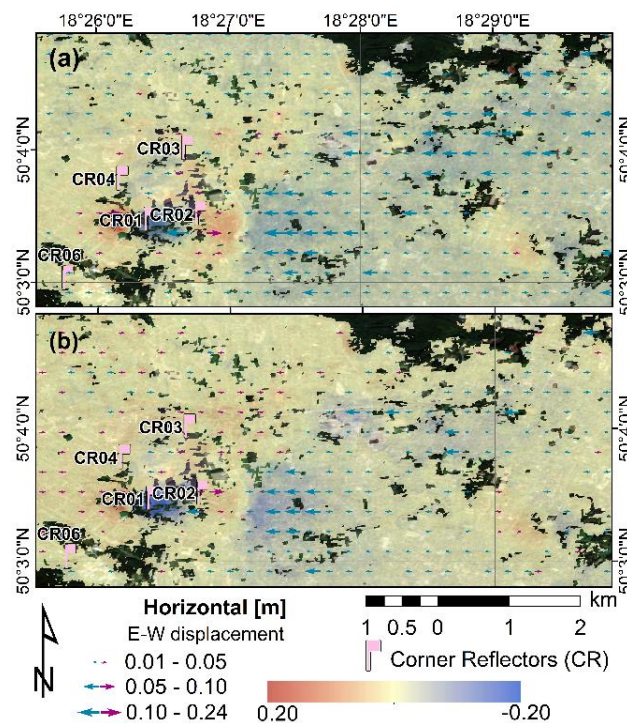 18°26'0"E 18°27'0"E 18°28'0"E 18°29'0"E
(a)
50°4'0"N 50°4'0"N
CR03
CR04
CR01 CR02
CR06
50°3'0"N 50°3'0"N
(b)
50°4'0"N 50°4'0"N
CR03
CR04
CR01 CR02
CR06
50°3'0"N 50°3'0"N
N
Horizontal [m]
E-W displacement
0.01 - 0.05
0.05 - 0.10
0.10 - 0.24
km
1 0.5 0 1 2
Corner Reflectors (CR)
0.20 -0.20